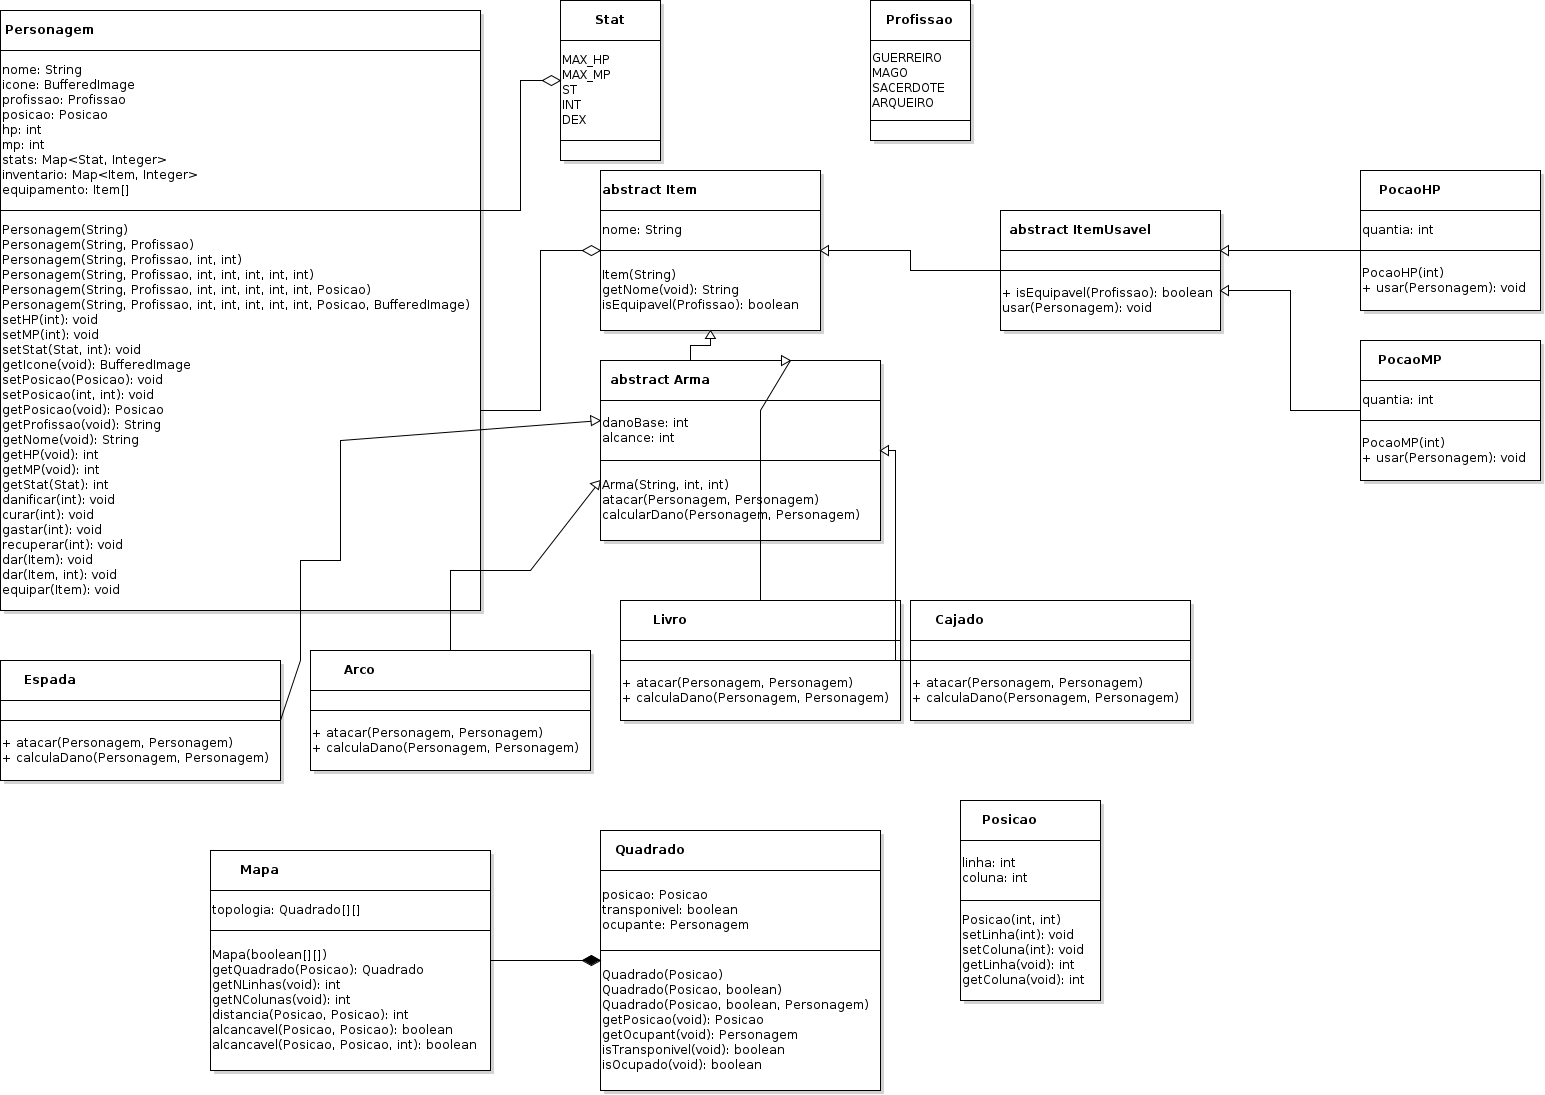 Personagem
nome: String
icone: BufferedImage
profissao: Profissao
posicao: Posicao
hp: int
mp: int
stats: Map<Stat, Integer>
inventario: Map<Item, Integer>
equipamento: Item[]
Personagem(String)
Personagem(String, Profissao)
Personagem(String, Profissao, int, int)
Personagem(String, Profissao, int, int, int, int, int)
Personagem(String, Profissao, int, int, int, int, int, Posicao)
Personagem(String, Profissao, int, int, int, int, int, Posicao, BufferedImage)
setHP(int): void
setMP(int): void
setStat(Stat, int): void
getIcone(void): BufferedImage
setPosicao(Posicao): void
setPosicao(int, int): void
getPosicao(void): Posicao
getProfissao(void): String
getNome(void): String
getHP(void): int
getMP(void): int
getStat(Stat): int
danificar(int): void
curar(int): void
gastar(int): void
recuperar(int): void
dar(Item): void
dar(Item, int): void
equipar(Item): void
Stat
MAX_HP
MAX_MP
ST
INT
DEX
Profissao
GUERREIRO
MAGO
SACERDOTE
ARQUEIRO
abstract Item
nome: String
Item(String)
getNome(void): String
isEquipavel(Profissao): boolean
abstract ItemUsavel
+ isEquipavel(Profissao): boolean
usar(Personagem): void
PocaoHP
quantia: int
PocaoHP(int)
+ usar(Personagem): void
PocaoMP
quantia: int
PocaoMP(int)
+ usar(Personagem): void
abstract Arma
danoBase: int
alcance: int
Arma(String, int, int)
atacar(Personagem, Personagem)
calcularDano(Personagem, Personagem)
Espada
+ atacar(Personagem, Personagem)
+ calculaDano(Personagem, Personagem)
Arco
+ atacar(Personagem, Personagem)
+ calculaDano(Personagem, Personagem)
Livro
+ atacar(Personagem, Personagem)
+ calculaDano(Personagem, Personagem)
Cajado
+ atacar(Personagem, Personagem)
+ calculaDano(Personagem, Personagem)
Mapa
topologia: Quadrado[][]
Mapa(boolean[][])
getQuadrado(Posicao): Quadrado
getNLinhas(void): int
getNColunas(void): int
distancia(Posicao, Posicao): int
alcancavel(Posicao, Posicao): boolean
alcancavel(Posicao, Posicao, int): boolean
Quadrado
posicao: Posicao
transponivel: boolean
ocupante: Personagem
Quadrado(Posicao)
Quadrado(Posicao, boolean)
Quadrado(Posicao, boolean, Personagem)
getPosicao(void): Posicao
getOcupant(void): Personagem
isTransponivel(void): boolean
isOcupado(void): boolean
Posicao
linha: int
coluna: int
Posicao(int, int)
setLinha(int): void
setColuna(int): void
getLinha(void): int
getColuna(void): int